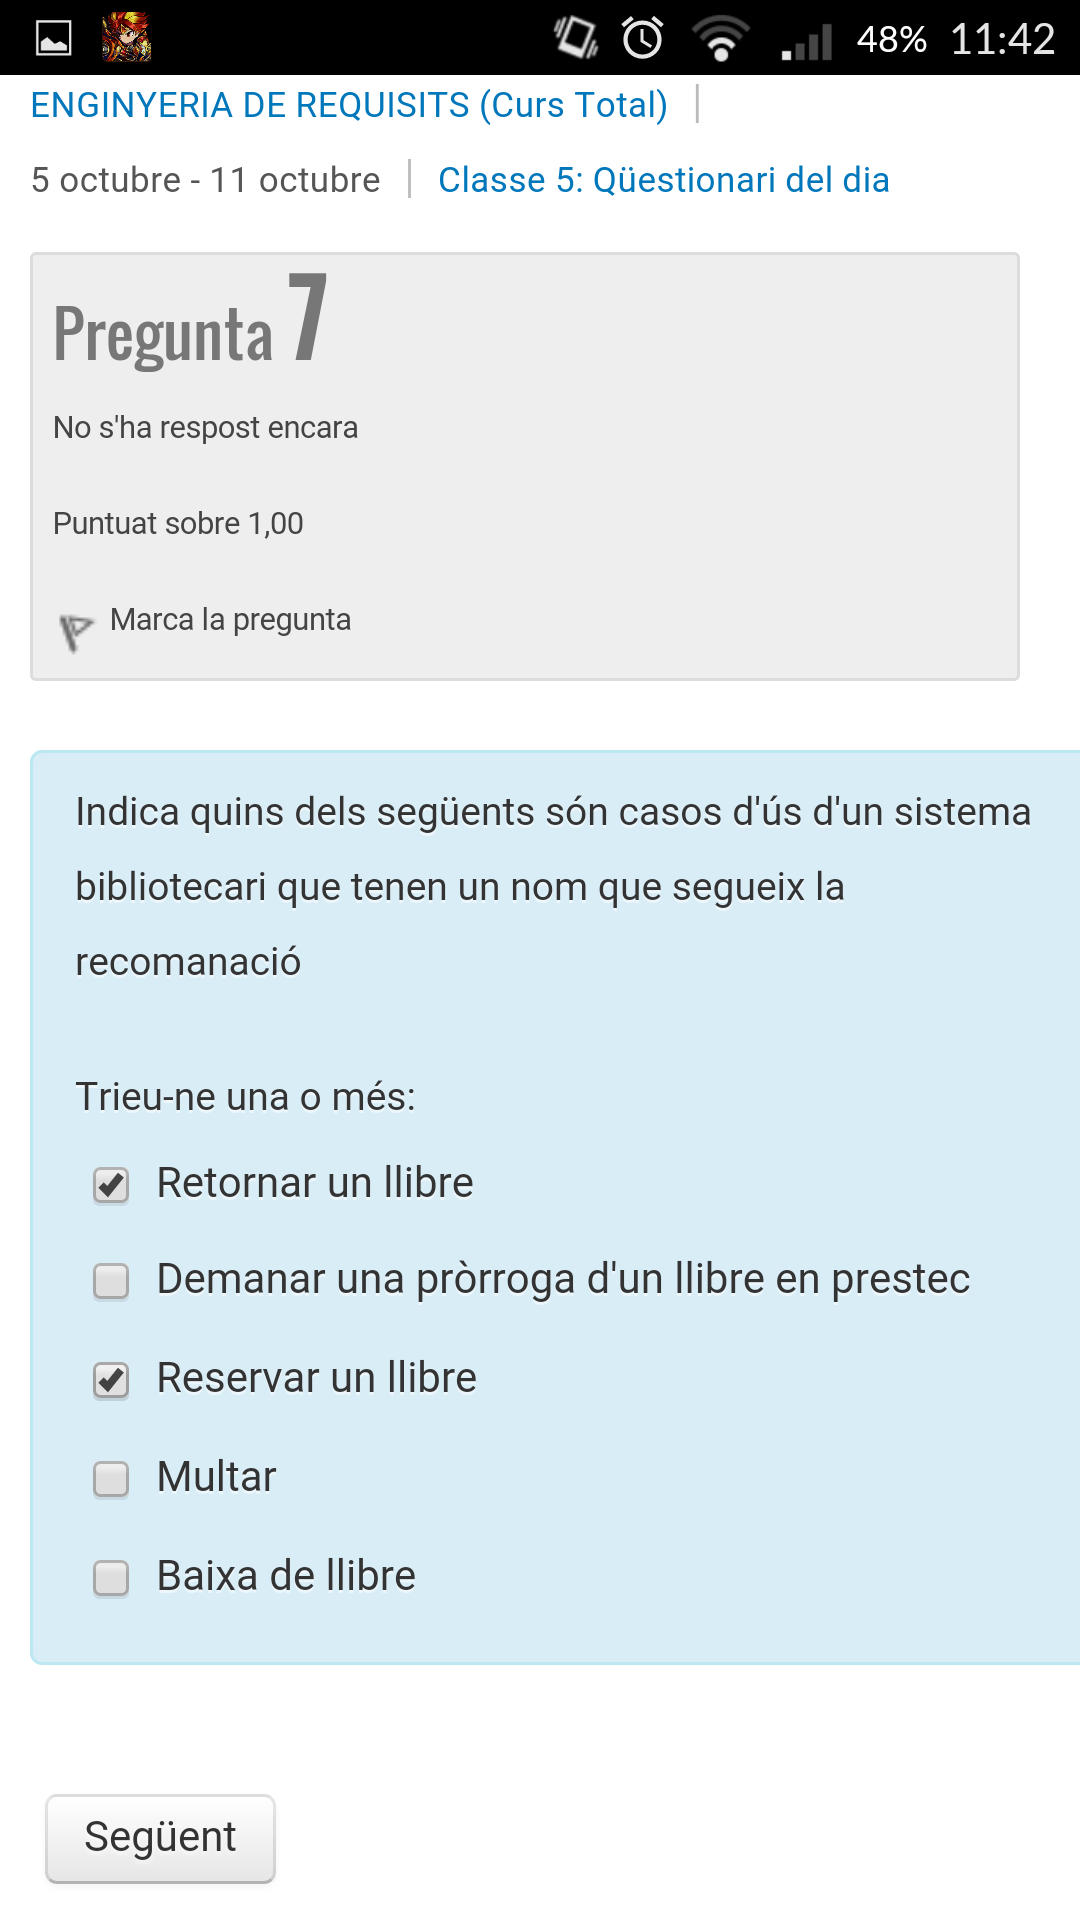 48% 11:42
ENGINYERIA DE REQUISITS (Curs Total)
5 octubre - 11 octubre
Classe 5: Qüestionari del dia
Pregunta 7
No s'ha respost encara
Puntuat sobre 1,00
Marca la pregunta
Indica quins dels següents són casos d'ús d'un sistema
bibliotecari que tenen un nom que segueix la
recomanació
Trieu-ne una o més:
Retornar un llibre
Demanar una pròrroga d'un llibre en prestec
Reservar un llibre
Multar
Baixa de llibre
Següent